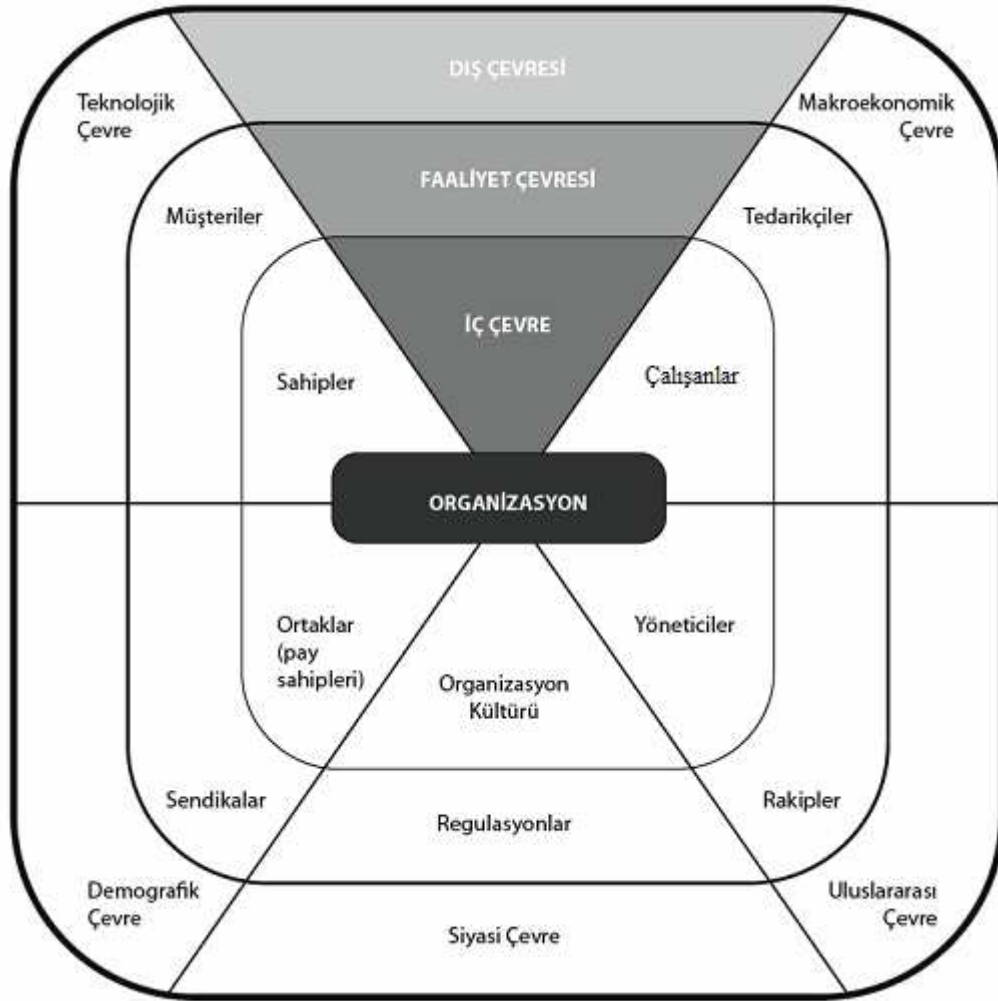 DIŞ ÇEVRESİ
Teknolojik
Çevre
Makroekonomik
Çevre
FAALİYET ÇEVRESİ
Müşteriler
Tedarikçiler
İÇ ÇEVRE
Sahipler
Çalışanlar
ORGANİZASYON
Ortaklar
(pay
sahipleri)
Yöneticiler
Organizasyon
Kültürü
Sendikalar
Regulasyonlar
Rakipler
Demografik
Çevre
Uluslararası
Çevre
Siyasi Çevre